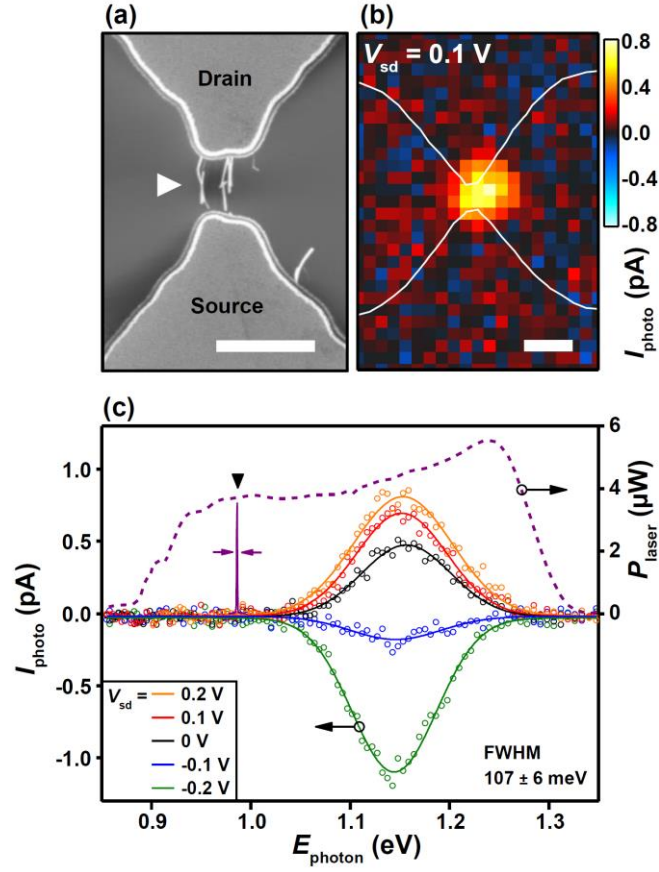 (a)
Drain
Source
(b)
V_sd = 0.1 V
0.8
0.4
0.0
-0.4
-0.8
I_photo (pA)
(c)
1.0
0.5
0.0
-0.5
-1.0
I_photo (pA)
6
4
2
0
P_laser (µW)
V_sd =
0.2 V
0.1 V
0 V
-0.1 V
-0.2 V
FWHM
107 ± 6 meV
0.9 1.0 1.1 1.2 1.3
E_photon (eV)